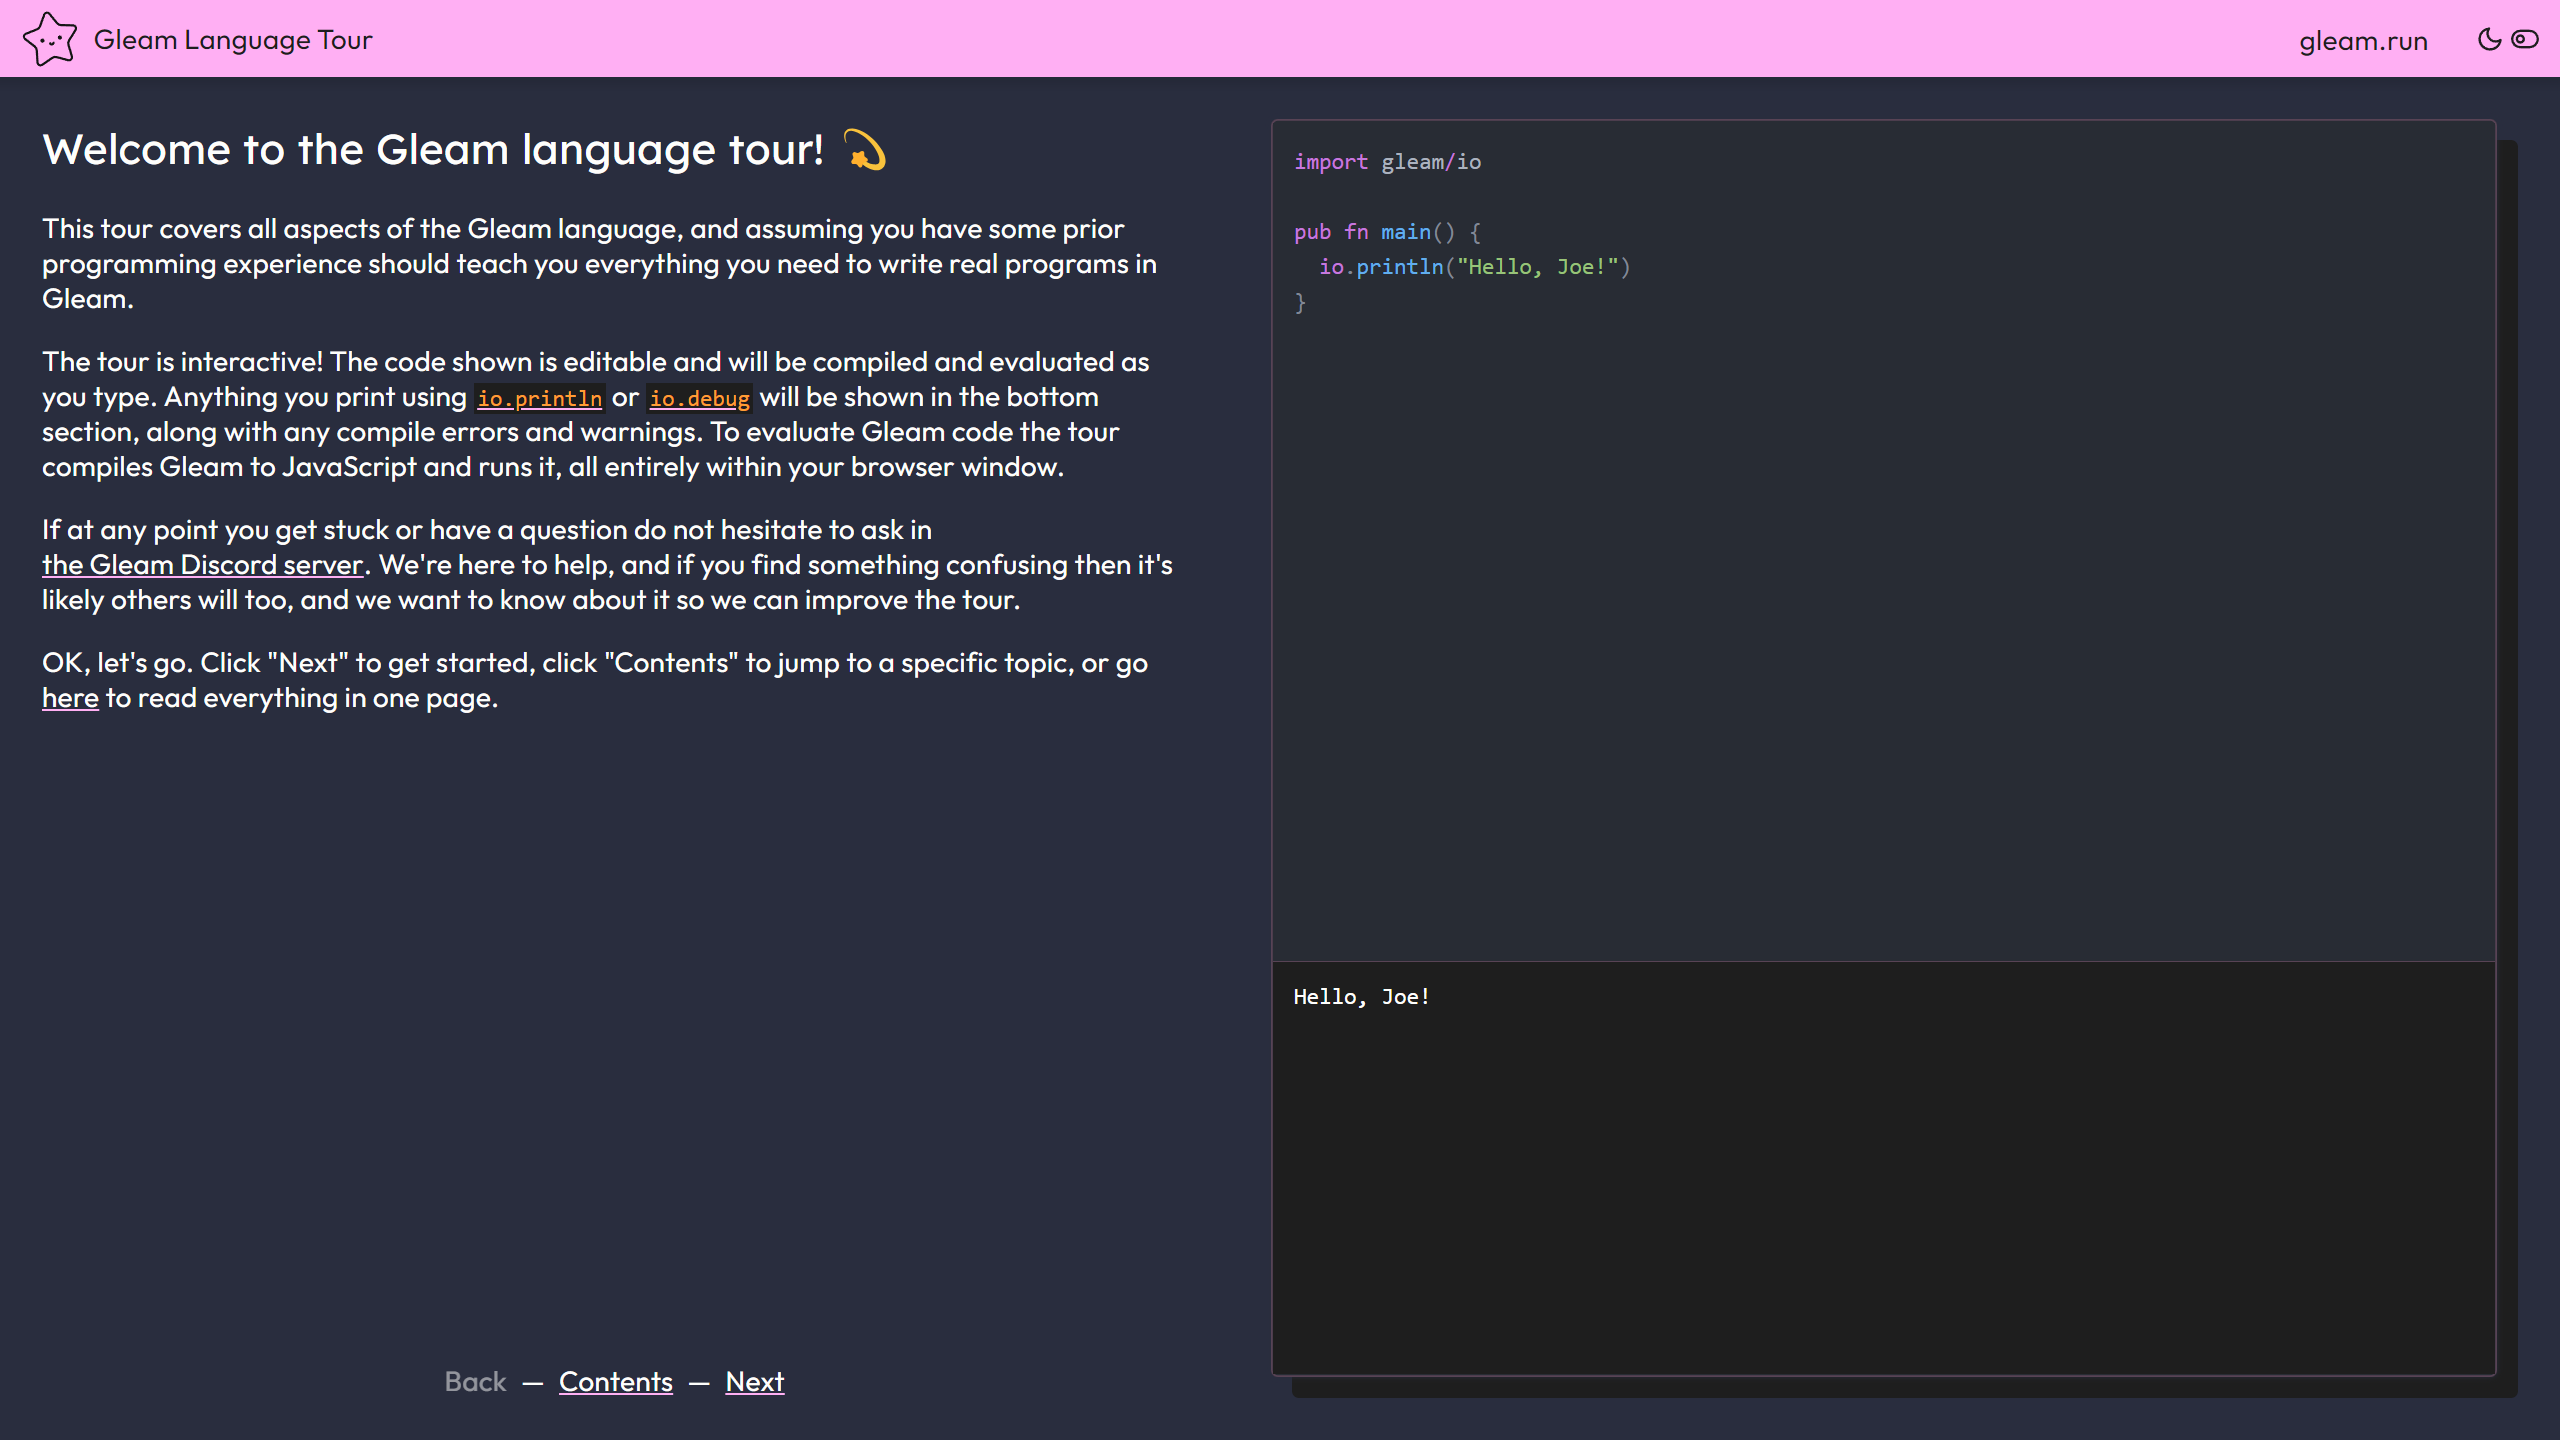 Gleam Language Tour
gleam.run
Welcome to the Gleam language tour! 💫
This tour covers all aspects of the Gleam language, and assuming you have some prior
programming experience should teach you everything you need to write real programs in
Gleam.
The tour is interactive! The code shown is editable and will be compiled and evaluated as
you type. Anything you print using io.println or io.debug will be shown in the bottom
section, along with any compile errors and warnings. To evaluate Gleam code the tour
compiles Gleam to JavaScript and runs it, all entirely within your browser window.
If at any point you get stuck or have a question do not hesitate to ask in
the Gleam Discord server. We're here to help, and if you find something confusing then it's
likely others will too, and we want to know about it so we can improve the tour.
OK, let's go. Click "Next" to get started, click "Contents" to jump to a specific topic, or go
here to read everything in one page.
Back — Contents — Next
import gleam/io
pub fn main() {
  io.println("Hello, Joe!")
}
Hello, Joe!